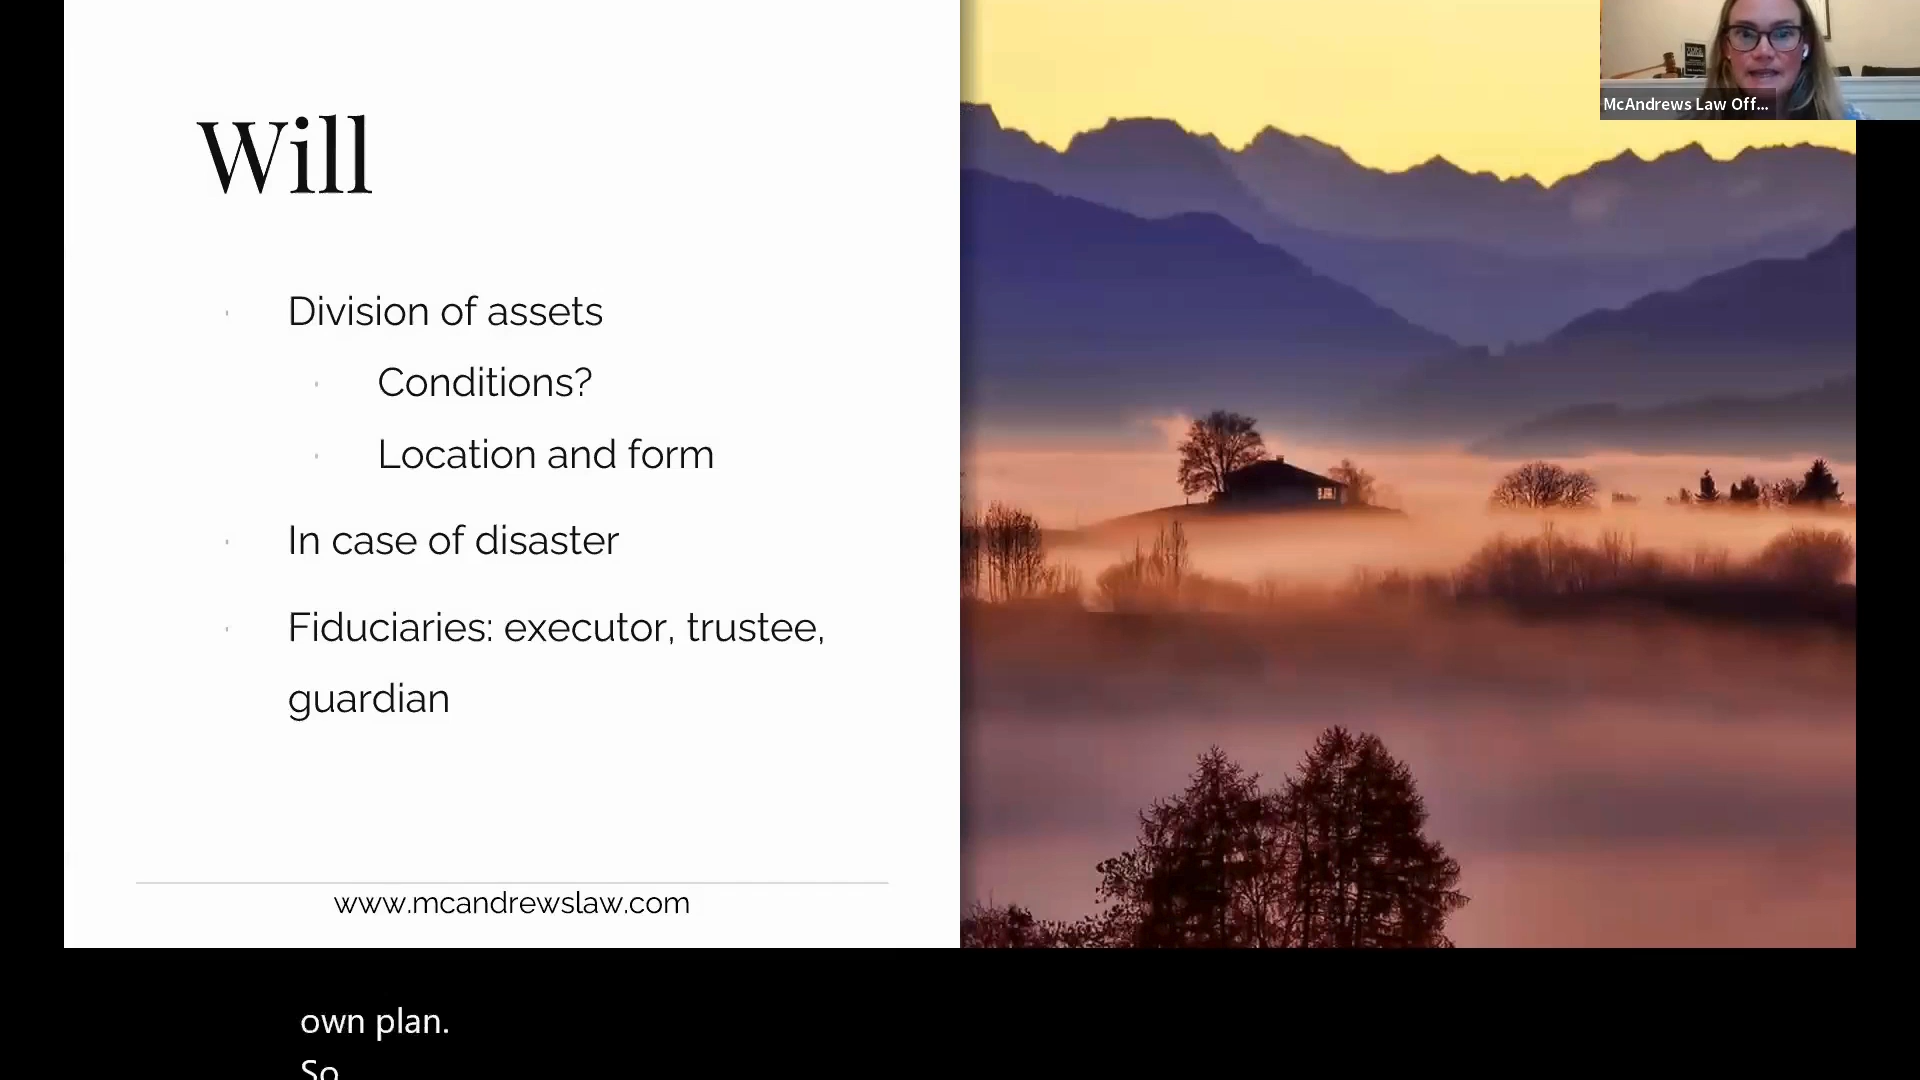 McAndrews Law Off...
Will
Division of assets
Conditions?
Location and form
In case of disaster
Fiduciaries: executor, trustee,
guardian
www.mcandrewslaw.com
own plan.
So